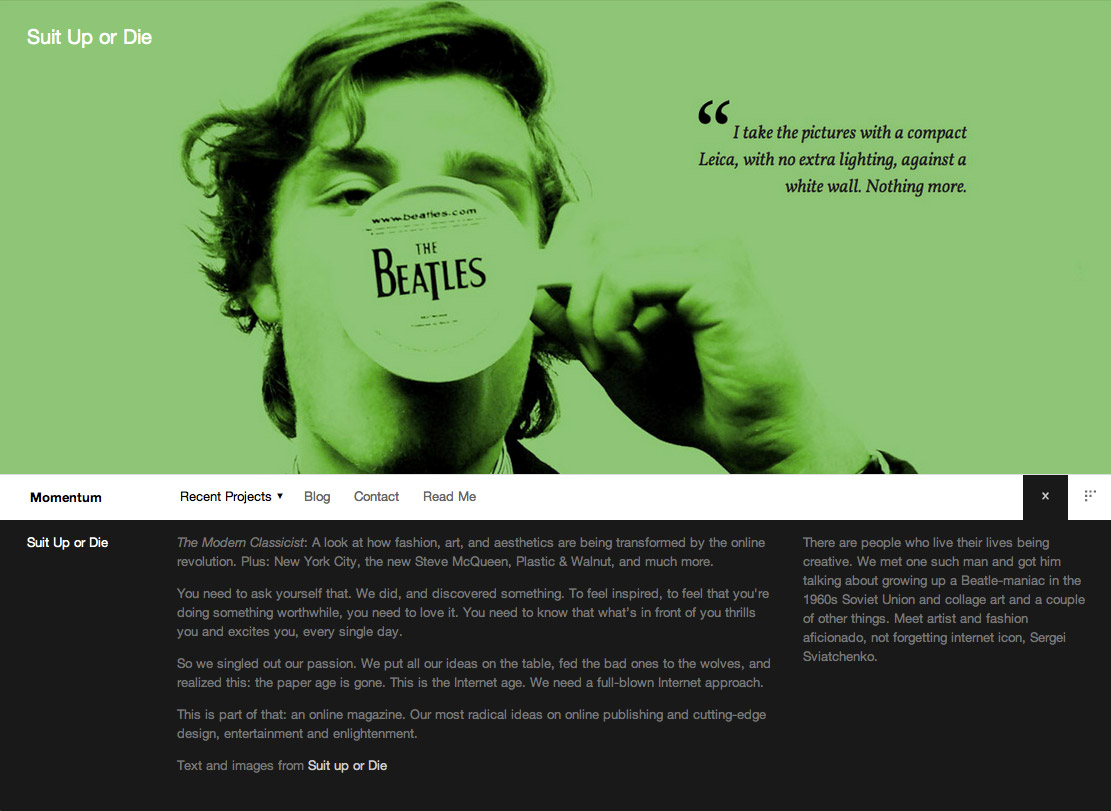 Suit Up or Die
“ I take the pictures with a compact
Leica, with no extra lighting, against a
white wall. Nothing more.
www.beatles.com
THE
BEATLES
Momentum
Recent Projects ▼
Blog
Contact
Read Me
x
Suit Up or Die
The Modern Classicist: A look at how fashion, art, and aesthetics are being transformed by the online
revolution. Plus: New York City, the new Steve McQueen, Plastic & Walnut, and much more.
You need to ask yourself that. We did, and discovered something. To feel inspired, to feel that you're
doing something worthwhile, you need to love it. You need to know that what's in front of you thrills
you and excites you, every single day.
So we singled out our passion. We put all our ideas on the table, fed the bad ones to the wolves, and
realized this: the paper age is gone. This is the Internet age. We need a full-blown Internet approach.
This is part of that: an online magazine. Our most radical ideas on online publishing and cutting-edge
design, entertainment and enlightenment.
Text and images from Suit up or Die
There are people who live their lives being
creative. We met one such man and got him
talking about growing up a Beatle-maniac in the
1960s Soviet Union and collage art and a couple
of other things. Meet artist and fashion
aficionado, not forgetting internet icon, Sergei
Sviatchenko.